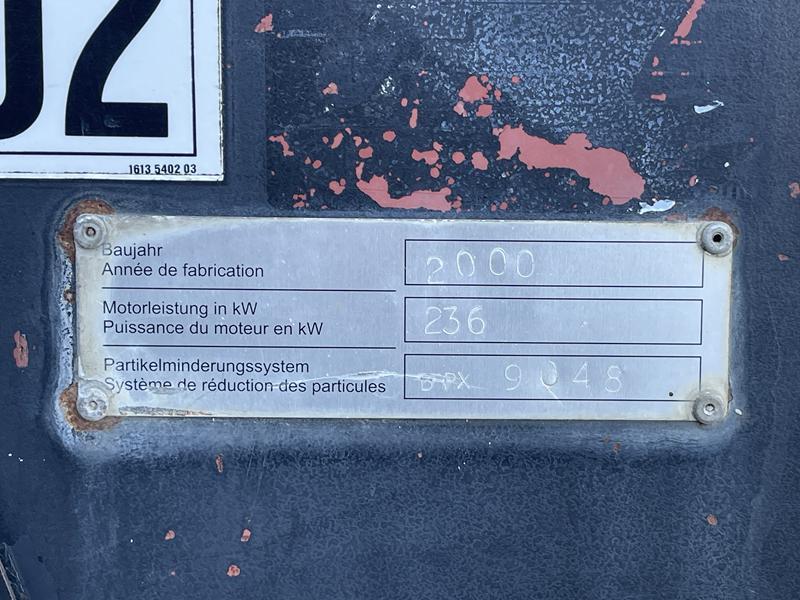 02
1613 5402 03
Baujahr
Année de fabrication
2000
Motorleistung in kW
Puissance du moteur en kW
236
Partikelminderungssystem
Système de réduction des particules
9048